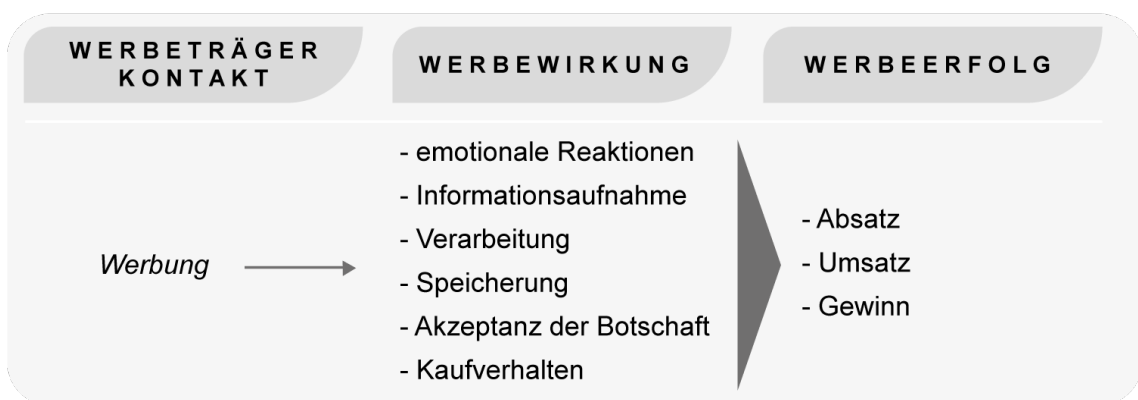 WERBETRÄGER
KONTAKT
WERBEWIRKUNG
WERBEERFOLG
Werbung
- emotionale Reaktionen
- Informationsaufnahme
- Verarbeitung
- Speicherung
- Akzeptanz der Botschaft
- Kaufverhalten
- Absatz
- Umsatz
- Gewinn